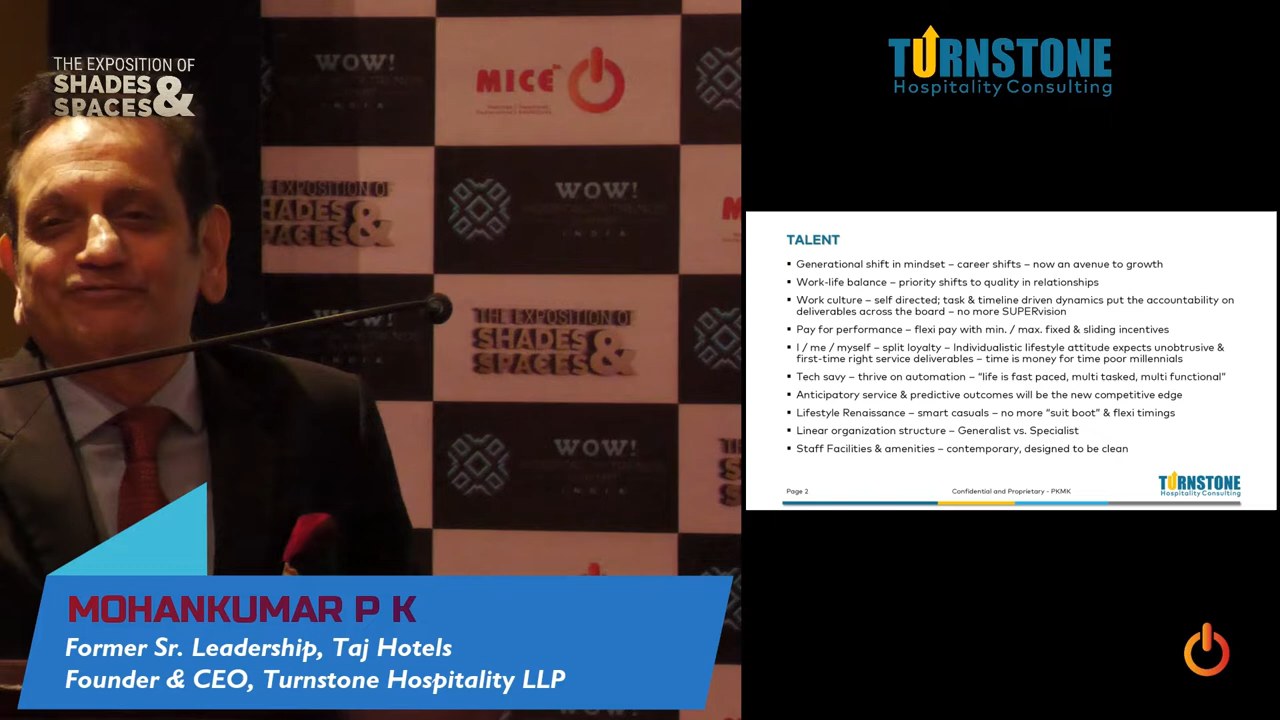 THE EXPOSITION OF
SHADES
SPACES &
WOW!
INDIA
MICE
THE EXPOSITION OF
HADES
PACES &
WOW!
INDIA
M
THE EXPOSITION OF
SHADES
SPACES &
WOW!
WOW!
MOHANKUMAR P K
Former Sr. Leadership, Taj Hotels
Founder & CEO, Turnstone Hospitality LLP
TURNSTONE
Hospitality Consulting
TALENT
▪ Generational shift in mindset – career shifts – now an avenue to growth
▪ Work-life balance – priority shifts to quality in relationships
▪ Work culture – self directed; task & timeline driven dynamics put the accountability on
deliverables across the board – no more SUPERvision
▪ Pay for performance – flexi pay with min. / max. fixed & sliding incentives
▪ I / me / myself – split loyalty – Individualistic lifestyle attitude expects unobtrusive &
first-time right service deliverables – time is money for time poor millennials
▪ Tech savy – thrive on automation – “life is fast paced, multi tasked, multi functional”
▪ Anticipatory service & predictive outcomes will be the new competitive edge
▪ Lifestyle Renaissance – smart casuals – no more “suit boot” & flexi timings
▪ Linear organization structure – Generalist vs. Specialist
▪ Staff Facilities & amenities – contemporary, designed to be clean
Page 2
Confidential and Proprietary - PKMK
TURNSTONE
Hospitality Consulting